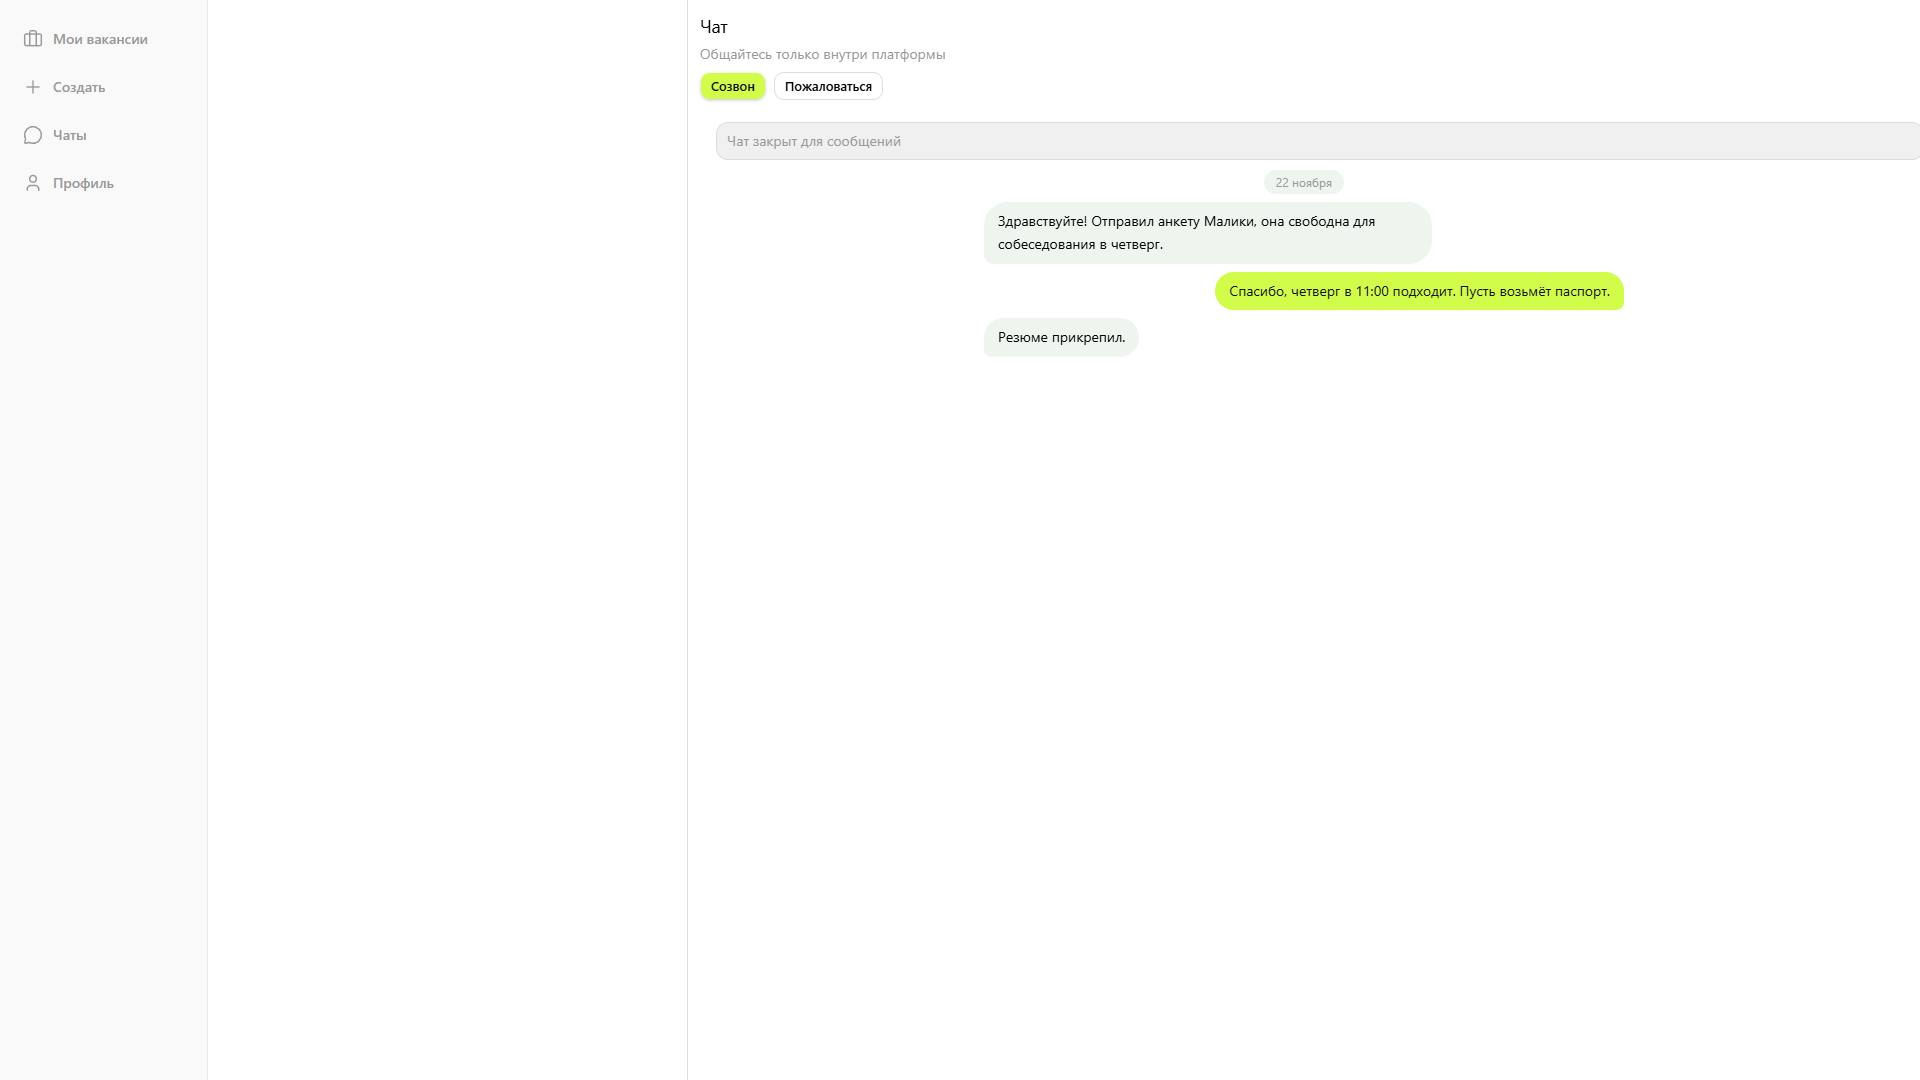 Мои вакансии
Создать
Чаты
Профиль
Чат
Общайтесь только внутри платформы
Созвон
Пожаловаться
Чат закрыт для сообщений
22 ноября
Здравствуйте! Отправил анкету Малики, она свободна для
собеседования в четверг.
Спасибо, четверг в 11:00 подходит. Пусть возьмёт паспорт.
Резюме прикрепил.